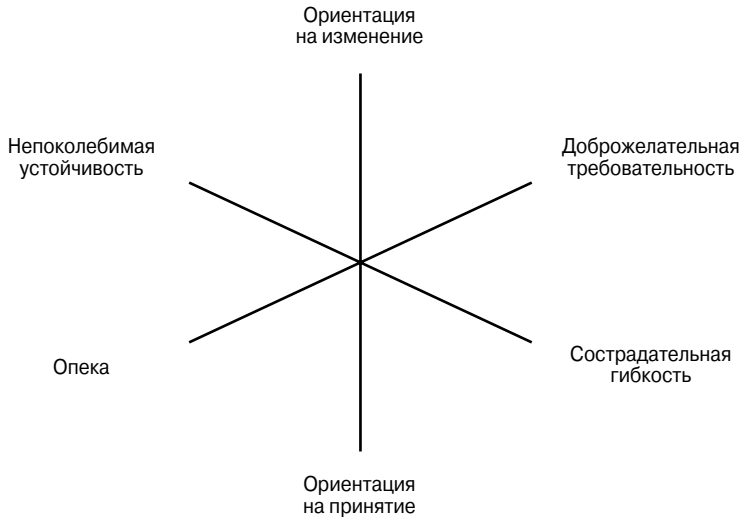 Ориентация
на изменение
Непоколебимая
устойчивость
Доброжелательная
требовательность
Опека
Сострадательная
гибкость
Ориентация
на принятие